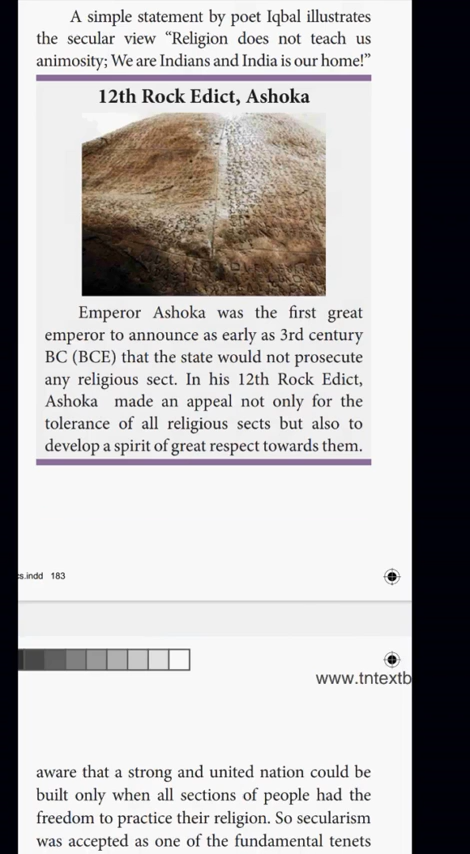 A simple statement by poet Iqbal illustrates
the secular view “Religion does not teach us
animosity; We are Indians and India is our home!”
12th Rock Edict, Ashoka
Emperor Ashoka was the first great
emperor to announce as early as 3rd century
BC (BCE) that the state would not prosecute
any religious sect. In his 12th Rock Edict,
Ashoka made an appeal not only for the
tolerance of all religious sects but also to
develop a spirit of great respect towards them.
cs.indd 183
www.tntextb
aware that a strong and united nation could be
built only when all sections of people had the
freedom to practice their religion. So secularism
was accepted as one of the fundamental tenets